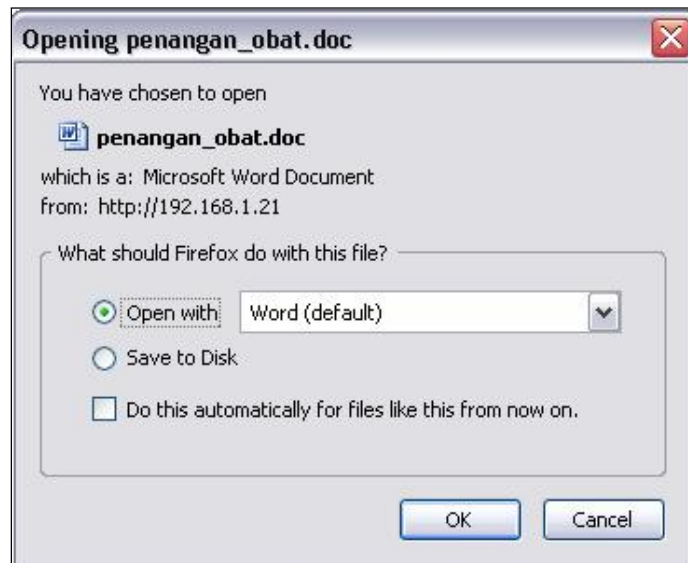 Opening penangan_obat.doc
You have chosen to open
penangan_obat.doc
which is a: Microsoft Word Document
from: http://192.168.1.21
What should Firefox do with this file?
Open with Word (default)
Save to Disk
Do this automatically for files like this from now on.
OK Cancel